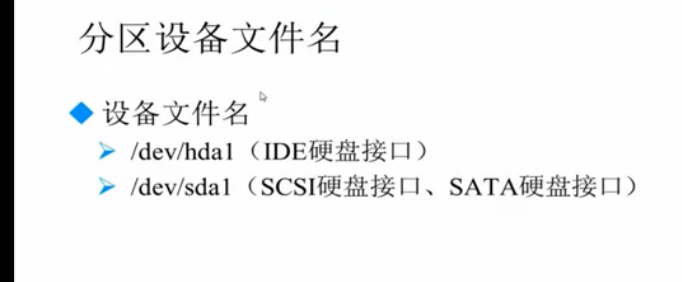 分区设备文件名
设备文件名
/dev/hda1（IDE硬盘接口）
/dev/sda1（SCSI硬盘接口、SATA硬盘接口）